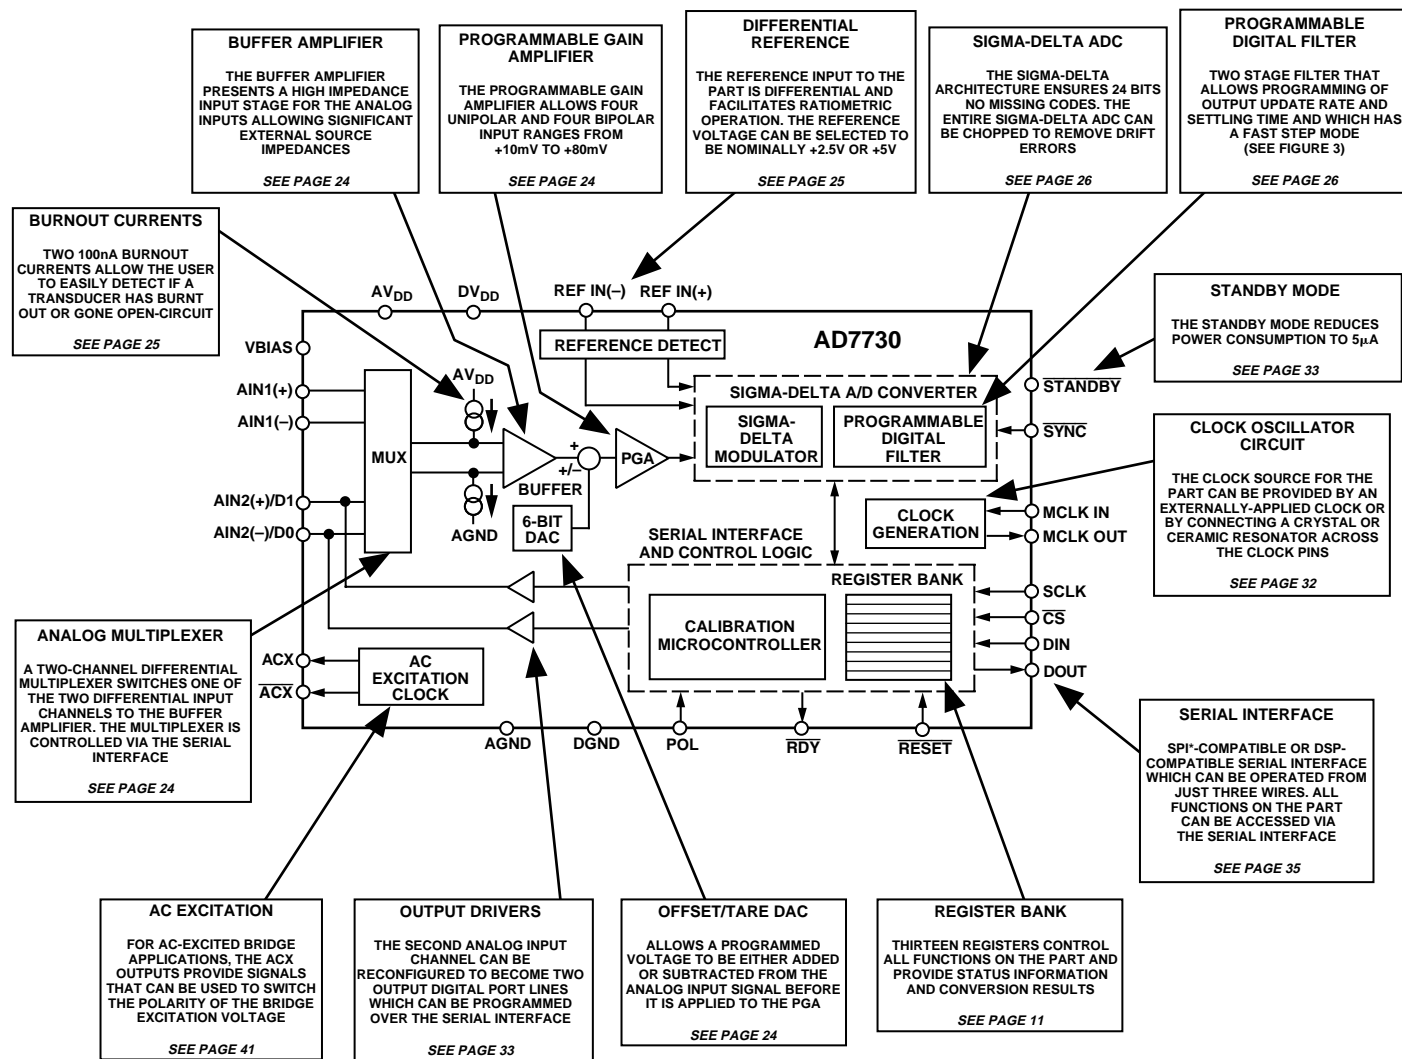 BUFFER AMPLIFIER
THE BUFFER AMPLIFIER
PRESENTS A HIGH IMPEDANCE
INPUT STAGE FOR THE ANALOG
INPUTS ALLOWING SIGNIFICANT
EXTERNAL SOURCE
IMPEDANCES
SEE PAGE 24
PROGRAMMABLE GAIN
AMPLIFIER
THE PROGRAMMABLE GAIN
AMPLIFIER ALLOWS FOUR
UNIPOLAR AND FOUR BIPOLAR
INPUT RANGES FROM
+10mV TO +80mV
SEE PAGE 24
DIFFERENTIAL
REFERENCE
THE REFERENCE INPUT TO THE
PART IS DIFFERENTIAL AND
FACILITATES RATIOMETRIC
OPERATION. THE REFERENCE
VOLTAGE CAN BE SELECTED TO
BE NOMINALLY +2.5V OR +5V
SEE PAGE 25
SIGMA-DELTA ADC
THE SIGMA-DELTA
ARCHITECTURE ENSURES 24 BITS
NO MISSING CODES. THE
ENTIRE SIGMA-DELTA ADC CAN
BE CHOPPED TO REMOVE DRIFT
ERRORS
SEE PAGE 26
PROGRAMMABLE
DIGITAL FILTER
TWO STAGE FILTER THAT
ALLOWS PROGRAMMING OF
OUTPUT UPDATE RATE AND
SETTLING TIME AND WHICH HAS
A FAST STEP MODE
(SEE FIGURE 3)
SEE PAGE 26
BURNOUT CURRENTS
TWO 100nA BURNOUT
CURRENTS ALLOW THE USER
TO EASILY DETECT IF A
TRANSDUCER HAS BURNT
OUT OR GONE OPEN-CIRCUIT
SEE PAGE 25
STANDBY MODE
THE STANDBY MODE REDUCES
POWER CONSUMPTION TO 5µA
SEE PAGE 33
CLOCK OSCILLATOR
CIRCUIT
THE CLOCK SOURCE FOR THE
PART CAN BE PROVIDED BY AN
EXTERNALLY-APPLIED CLOCK OR
BY CONNECTING A CRYSTAL OR
CERAMIC RESONATOR ACROSS
THE CLOCK PINS
SEE PAGE 32
AVDD
DVDD
REF IN(–)
REF IN(+)
REFERENCE DETECT
AD7730
VBIAS
AIN1(+)
AIN1(–)
AIN2(+)/D1
AIN2(–)/D0
MUX
AVDD
AGND
+
+/–
BUFFER
6-BIT
DAC
PGA
SIGMA-DELTA A/D CONVERTER
SIGMA-
DELTA
MODULATOR
PROGRAMMABLE
DIGITAL
FILTER
STANDBY
SYNC
CLOCK
GENERATION
MCLK IN
MCLK OUT
SERIAL INTERFACE
AND CONTROL LOGIC
REGISTER BANK
CALIBRATION
MICROCONTROLLER
SCLK
CS
DIN
DOUT
ACX
ACX
AC
EXCITATION
CLOCK
AGND
DGND
POL
RDY
RESET
ANALOG MULTIPLEXER
A TWO-CHANNEL DIFFERENTIAL
MULTIPLEXER SWITCHES ONE OF
THE TWO DIFFERENTIAL INPUT
CHANNELS TO THE BUFFER
AMPLIFIER. THE MULTIPLEXER IS
CONTROLLED VIA THE SERIAL
INTERFACE
SEE PAGE 24
SERIAL INTERFACE
SPI*-COMPATIBLE OR DSP-
COMPATIBLE SERIAL INTERFACE
WHICH CAN BE OPERATED FROM
JUST THREE WIRES. ALL
FUNCTIONS ON THE PART
CAN BE ACCESSED VIA
THE SERIAL INTERFACE
SEE PAGE 35
AC EXCITATION
FOR AC-EXCITED BRIDGE
APPLICATIONS, THE ACX
OUTPUTS PROVIDE SIGNALS
THAT CAN BE USED TO SWITCH
THE POLARITY OF THE BRIDGE
EXCITATION VOLTAGE
SEE PAGE 41
OUTPUT DRIVERS
THE SECOND ANALOG INPUT
CHANNEL CAN BE
RECONFIGURED TO BECOME TWO
OUTPUT DIGITAL PORT LINES
WHICH CAN BE PROGRAMMED
OVER THE SERIAL INTERFACE
SEE PAGE 33
OFFSET/TARE DAC
ALLOWS A PROGRAMMED
VOLTAGE TO BE EITHER ADDED
OR SUBTRACTED FROM THE
ANALOG INPUT SIGNAL BEFORE
IT IS APPLIED TO THE PGA
SEE PAGE 24
REGISTER BANK
THIRTEEN REGISTERS CONTROL
ALL FUNCTIONS ON THE PART AND
PROVIDE STATUS INFORMATION
AND CONVERSION RESULTS
SEE PAGE 11